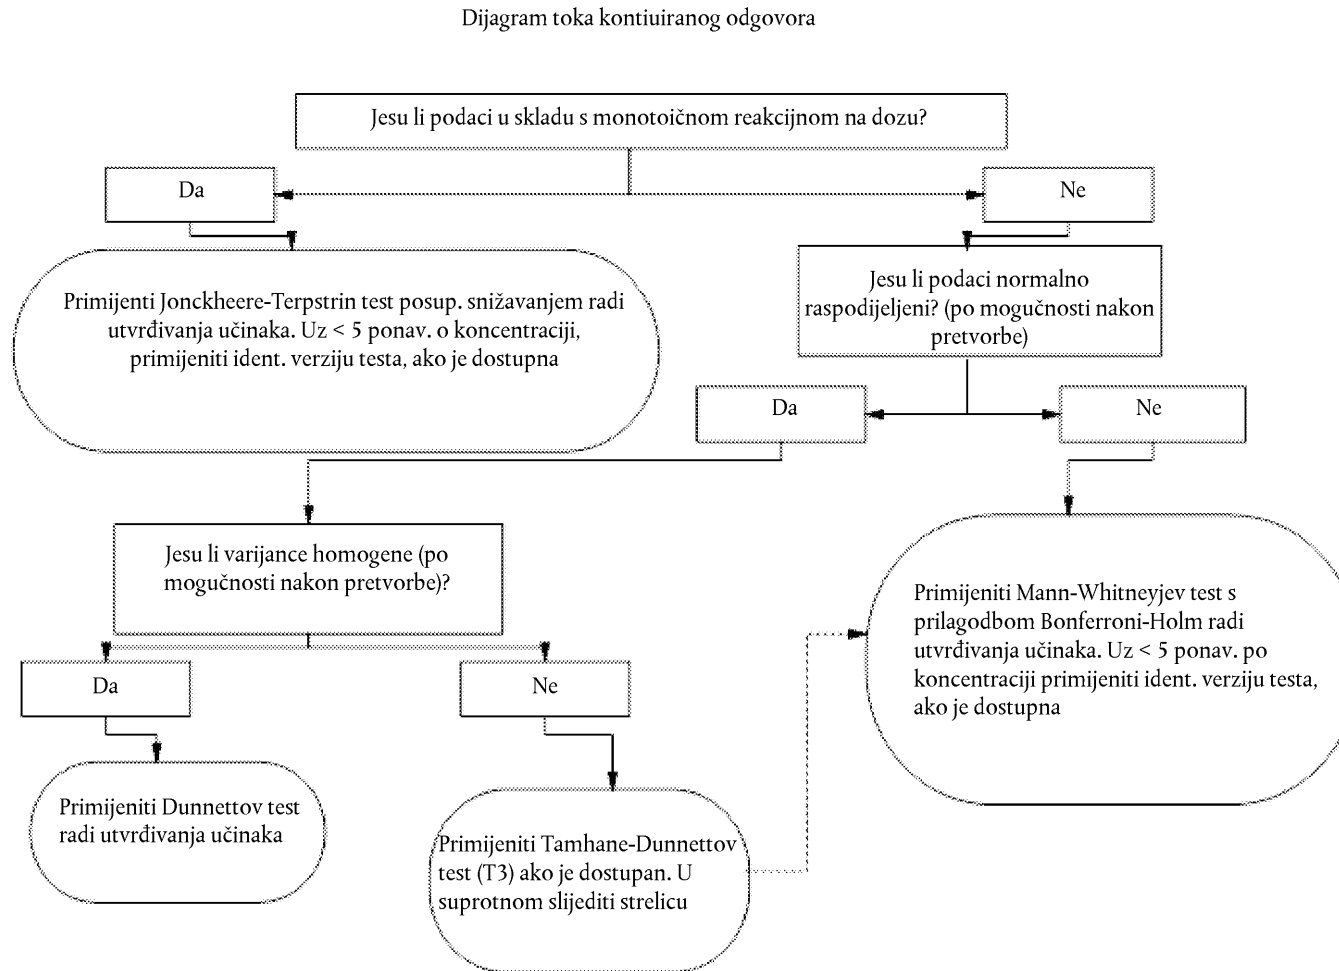 Dijagram toka kontiuiranog odgovora
Jesu li podaci u skladu s monotoičnom reakcijnom na dozu?
Da
Ne
Primijenti Jonckheere-Terpstrin test posup. snižavanjem radi
utvrđivanja učinaka. Uz < 5 ponav. o koncentraciji,
primijeniti ident. verziju testa, ako je dostupna
Jesu li podaci normalno
raspodijeljeni? (po mogučnosti nakon
pretvorbe)
Da
Ne
Jesu li varijance homogene (po
mogučnosti nakon pretvorbe)?
Primijeniti Mann-Whitneyjev test s
prilagodbom Bonferroni-Holm radi
utvrđivanja učinaka. Uz < 5 ponav. po
koncentraciji primijeniti ident. verziju testa,
ako je dostupna
Da
Ne
Primijeniti Dunnettov test
radi utvrđivanja učinaka
Primijeniti Tamhane-Dunnettov
test (T3) ako je dostupan. U
suprotnom slijediti strelicu